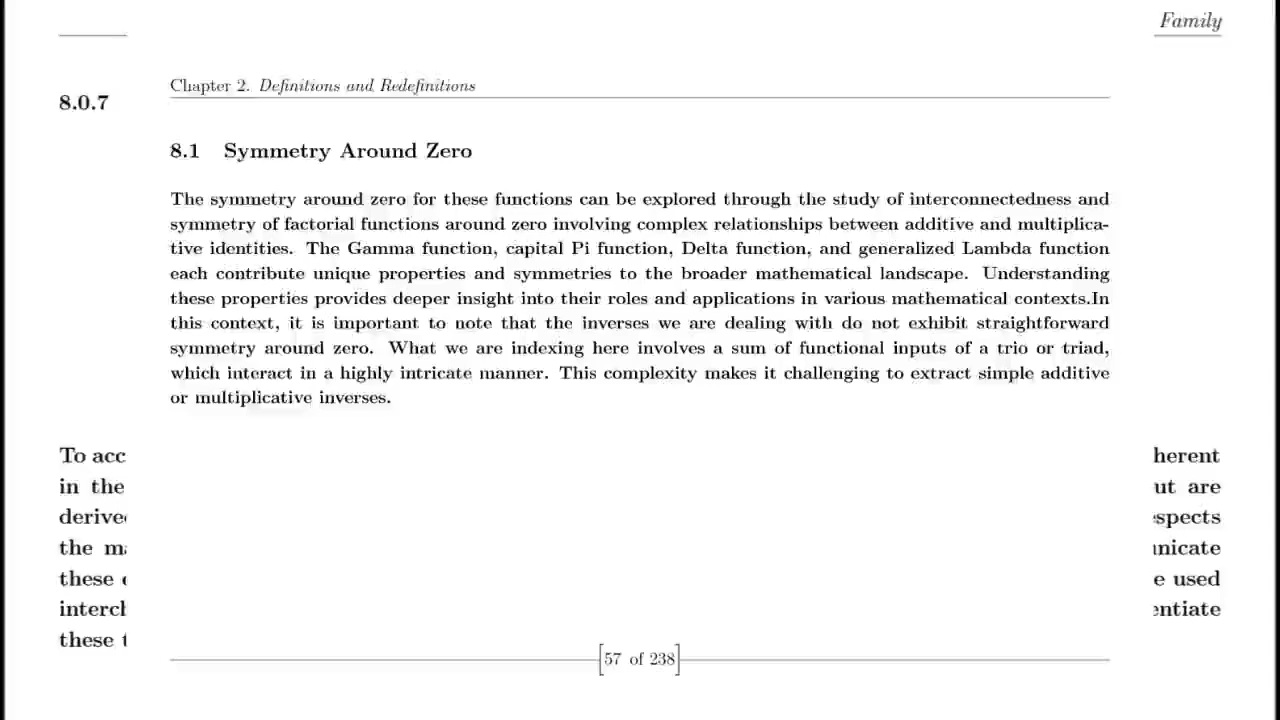 Family
8.0.7
Chapter 2. Definitions and Redefinitions
8.1 Symmetry Around Zero
The symmetry around zero for these functions can be explored through the study of interconnectedness and
symmetry of factorial functions around zero involving complex relationships between additive and multiplica-
tive identities. The Gamma function, capital Pi function, Delta function, and generalized Lambda function
each contribute unique properties and symmetries to the broader mathematical landscape. Understanding
these properties provides deeper insight into their roles and applications in various mathematical contexts.In
this context, it is important to note that the inverses we are dealing with do not exhibit straightforward
symmetry around zero. What we are indexing here involves a sum of functional inputs of a trio or triad,
which interact in a highly intricate manner. This complexity makes it challenging to extract simple additive
or multiplicative inverses.
To acc herent
in the ut are
derive spects
the m nicate
these e used
interc entiate
these t
57 of 238